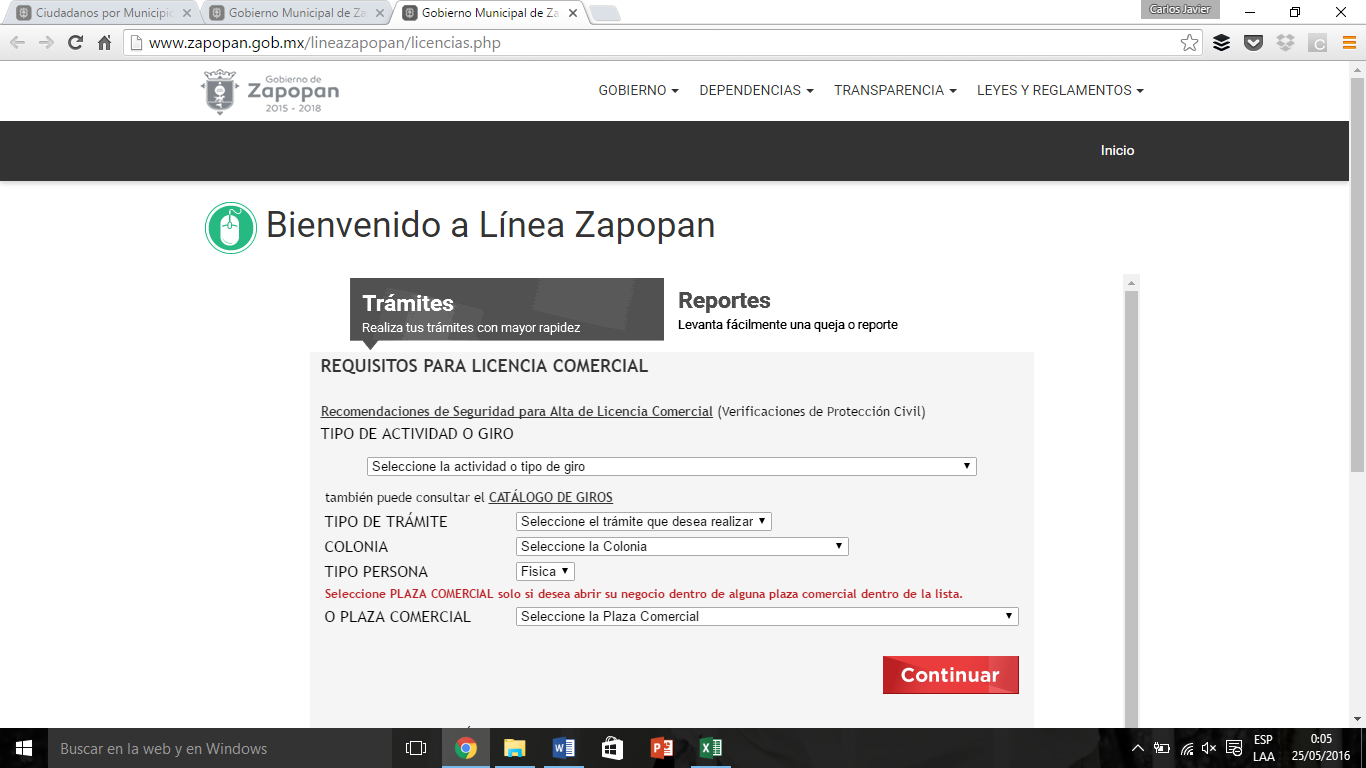 Ciudadanos por Municipio
Gobierno Municipal de Za
Gobierno Municipal de Za
Carlos Javier
www.zapopan.gob.mx/lineazapopan/licencias.php
Gobierno de
Zapopan
2015 - 2018
GOBIERNO
DEPENDENCIAS
TRANSPARENCIA
LEYES Y REGLAMENTOS
Inicio
Bienvenido a Línea Zapopan
Trámites
Realiza tus trámites con mayor rapidez
Reportes
Levanta fácilmente una queja o reporte
REQUISITOS PARA LICENCIA COMERCIAL
Recomendaciones de Seguridad para Alta de Licencia Comercial (Verificaciones de Protección Civil)
TIPO DE ACTIVIDAD O GIRO
Seleccione la actividad o tipo de giro
también puede consultar el CATÁLOGO DE GIROS
TIPO DE TRÁMITE Seleccione el trámite que desea realizar
COLONIA Seleccione la Colonia
TIPO PERSONA Fisica
Seleccione PLAZA COMERCIAL solo si desea abrir su negocio dentro de alguna plaza comercial dentro de la lista.
O PLAZA COMERCIAL Seleccione la Plaza Comercial
Continuar
Buscar en la web y en Windows
ESP
LAA
0:05
25/05/2016